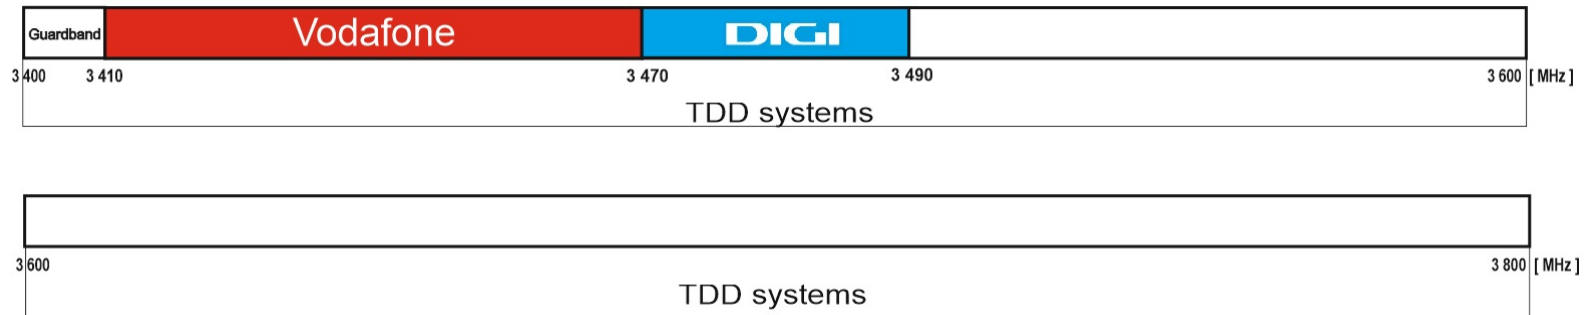 Guardband Vodafone DIGI
3 400 3 410 3 470 3 490 3 600 [ MHz ]
TDD systems
3 600 3 800 [ MHz ]
TDD systems